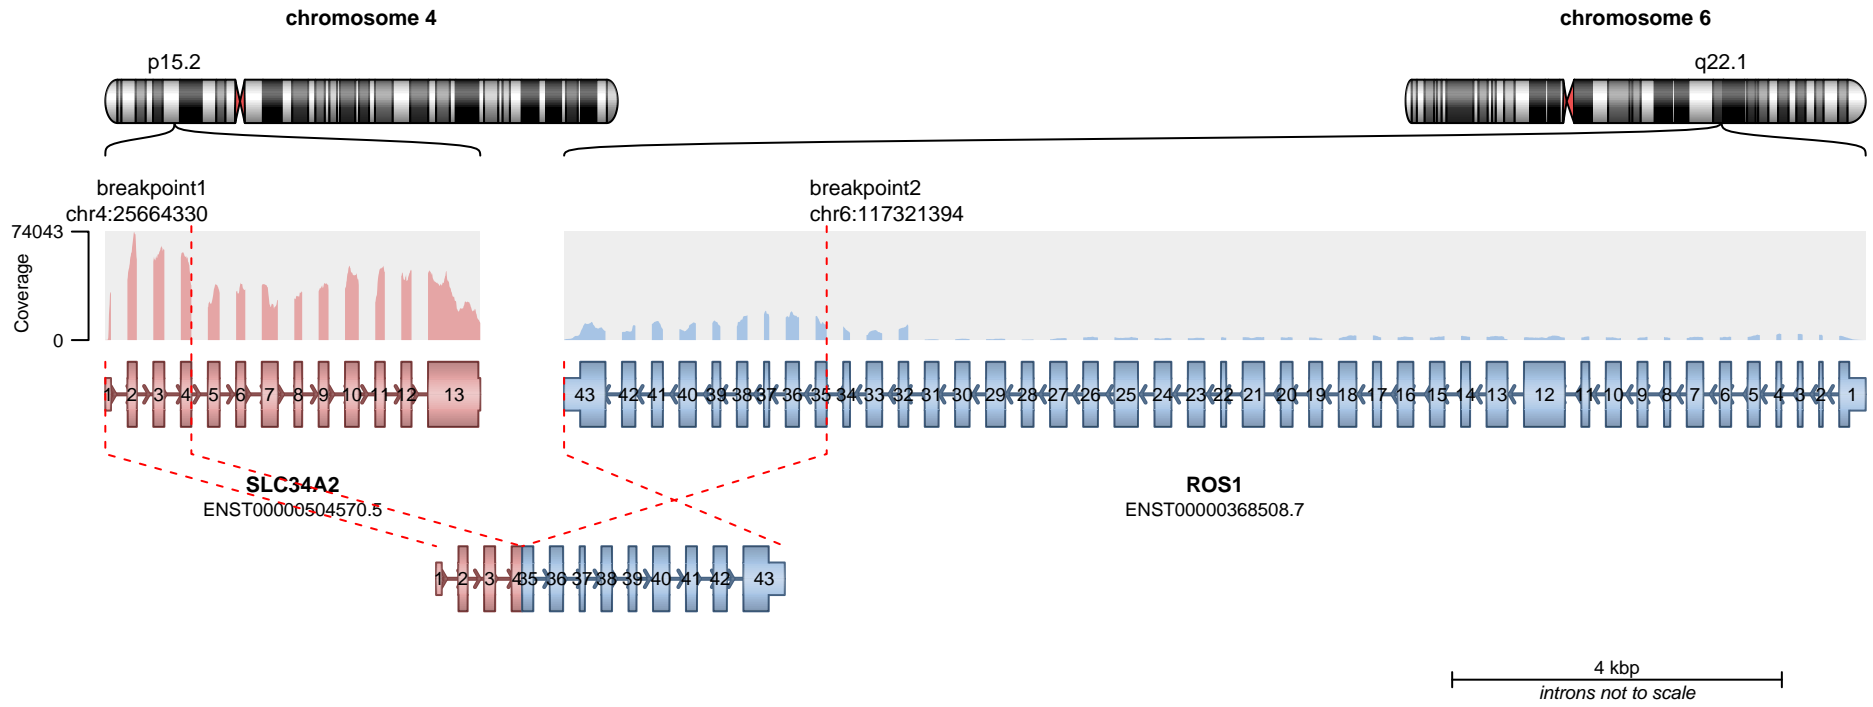 chromosome 4
chromosome 6
p15.2
q22.1
breakpoint1
chr4:25664330
breakpoint2
chr6:117321394
74043
Coverage
0
1 2 3 4 5 6 7 8 9 10 11 12 13
43 42 41 40 39 38 37 36 35 34 33 32 31 30 29 28 27 26 25 24 23 22 21 20 19 18 17 16 15 14 13 12 11 10 9 8 7 6 5 4 3 2 1
SLC34A2
ENST00000504570.5
ROS1
ENST00000368508.7
1 2 3 4 35 36 37 38 39 40 41 42 43
4 kbp
introns not to scale